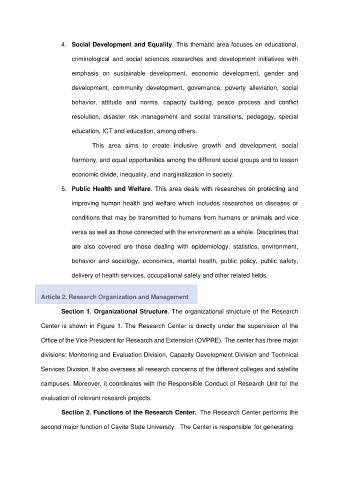 4. Social Development and Equality. This thematic area focuses on educational,
criminological and social sciences researches and development initiatives with
emphasis on sustainable development, economic development, gender and
development, community development, governance, poverty alleviation, social
behavior, attitude and norms, capacity building, peace process and conflict
resolution, disaster risk management and social transitions, pedagogy, special
education, ICT and education, among others.
This area aims to create inclusive growth and development, social
harmony, and equal opportunities among the different social groups and to lessen
economic divide, inequality, and marginalization in society.
5. Public Health and Welfare. This area deals with researches on protecting and
improving human health and welfare which includes researches on diseases or
conditions that may be transmitted to humans from humans or animals and vice
versa as well as those connected with the environment as a whole. Disciplines that
are also covered are those dealing with epidemiology, statistics, environment,
behavior and sociology, economics, mental health, public policy, public safety,
delivery of health services, occupational safety and other related fields.
Article 2. Research Organization and Management
Section 1. Organizational Structure. The organizational structure of the Research
Center is shown in Figure 1. The Research Center is directly under the supervision of the
Office of the Vice President for Research and Extension (OVPRE). The center has three major
divisions: Monitoring and Evaluation Division, Capacity Development Division and Technical
Services Division. It also oversees all research concerns of the different colleges and satellite
campuses. Moreover, it coordinates with the Responsible Conduct of Research Unit for the
evaluation of relevant research projects.
Section 2. Functions of the Research Center. The Research Center performs the
second major function of Cavite State University. The Center is responsible for generating